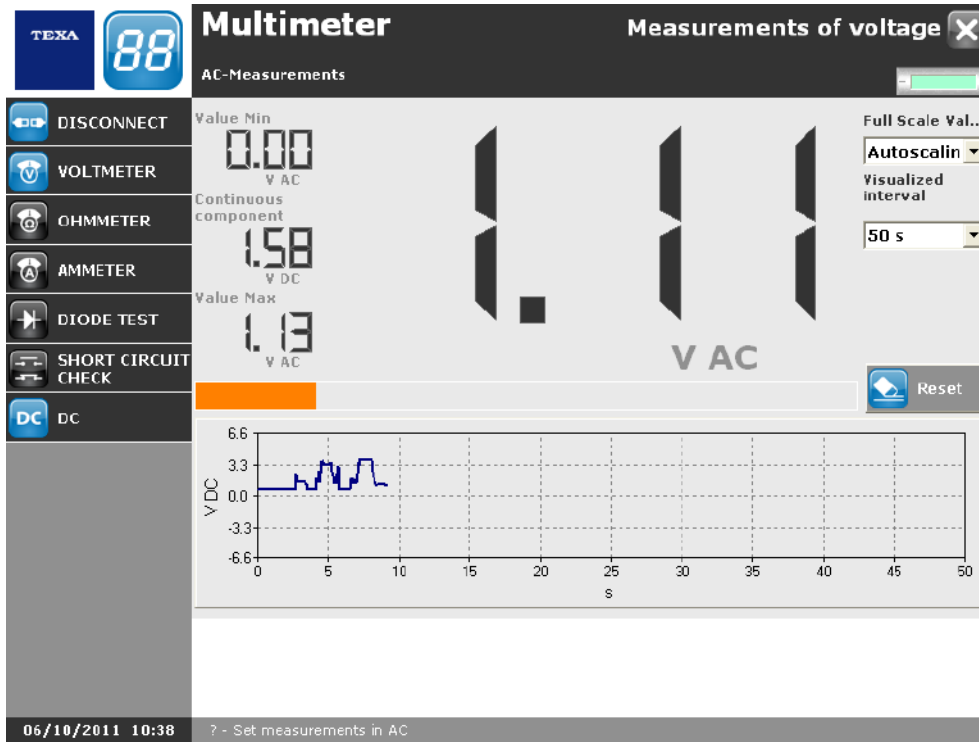 TEXA
88
Multimeter
Measurements of voltage
AC-Measurements
DISCONNECT
VOLTMETER
OHMMETER
AMMETER
DIODE TEST
SHORT CIRCUIT
CHECK
DC DC
Value Min
0.00
V AC
Continuous
component
1.58
V DC
Value Max
1.13
V AC
1.11
V AC
Full Scale Val..
Autoscalin
Visualized
interval
50 s
Reset
6.6
3.3
0.0
-3.3
-6.6
V DC
0 5 10 15 20 25 30 35 40 45 50
s
06/10/2011 10:38
? - Set measurements in AC